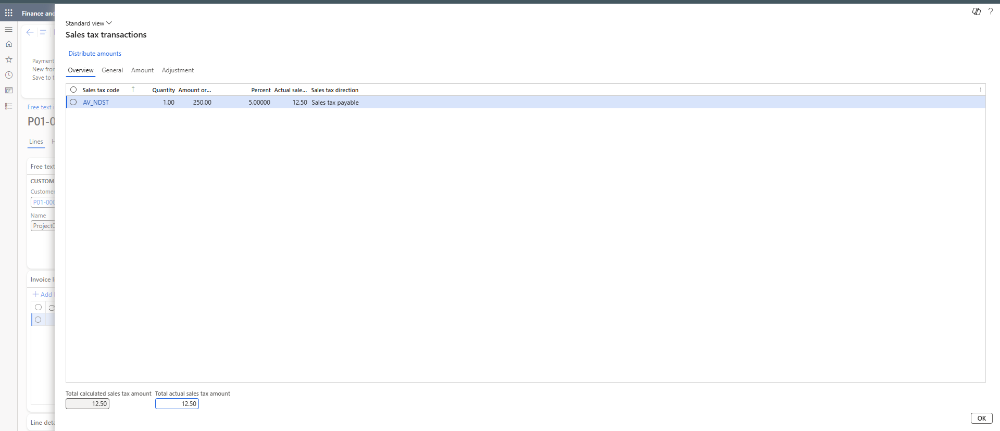 Finance and
Standard view
Sales tax transactions
Distribute amounts
Payment
New from
Save to t
Overview General Amount Adjustment
Sales tax code Quantity Amount or... Percent Actual sale... Sales tax direction
AV_NDST 1.00 250.00 5.00000 12.50 Sales tax payable
Free text i
P01-0
Lines H
Free text
CUSTOM
Customer
P01-000
Name
Project0
Invoice l
Add
Total calculated sales tax amount Total actual sales tax amount
12.50 12.50
Line deta
OK